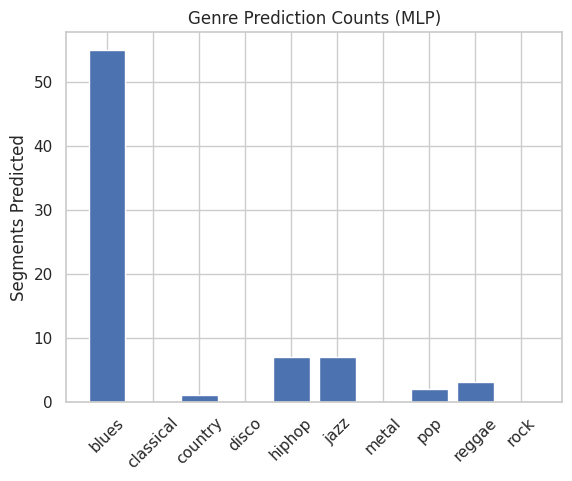 Genre Prediction Counts (MLP)
Segments Predicted
50
40
30
20
10
0
blues
classical
country
disco
hiphop
jazz
metal
pop
reggae
rock